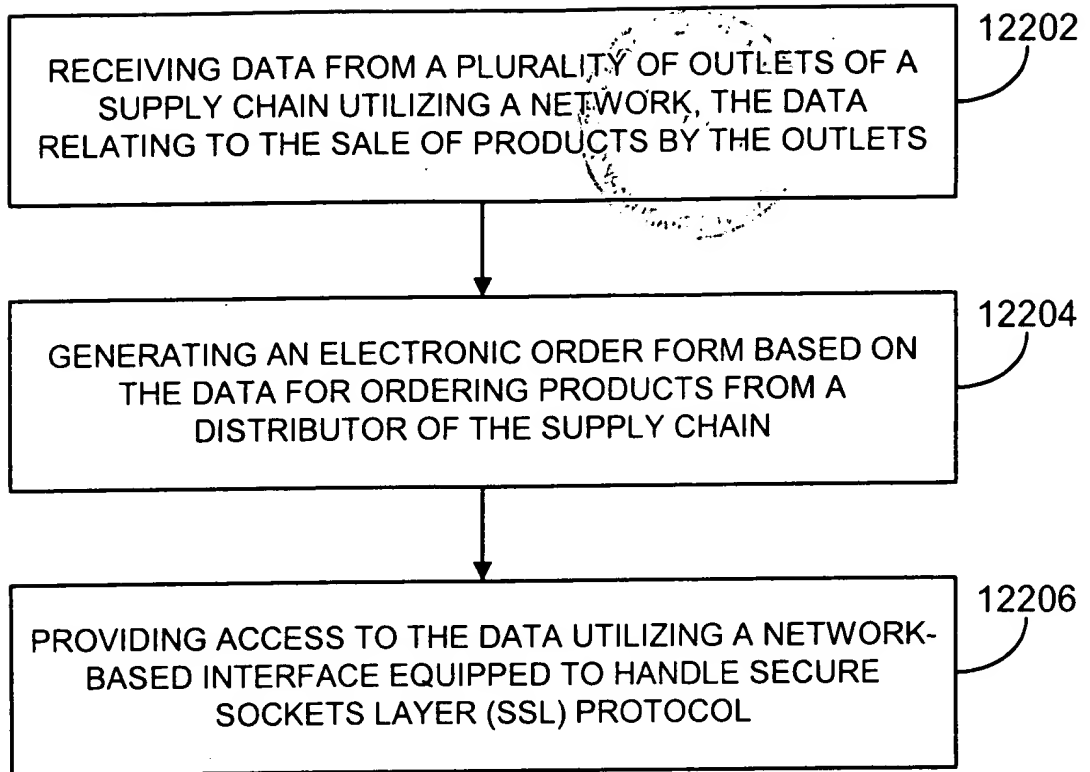 12202
RECEIVING DATA FROM A PLURALITY OF OUTLETS OF A
SUPPLY CHAIN UTILIZING A NETWORK, THE DATA
RELATING TO THE SALE OF PRODUCTS BY THE OUTLETS
12204
GENERATING AN ELECTRONIC ORDER FORM BASED ON
THE DATA FOR ORDERING PRODUCTS FROM A
DISTRIBUTOR OF THE SUPPLY CHAIN
12206
PROVIDING ACCESS TO THE DATA UTILIZING A NETWORK-
BASED INTERFACE EQUIPPED TO HANDLE SECURE
SOCKETS LAYER (SSL) PROTOCOL